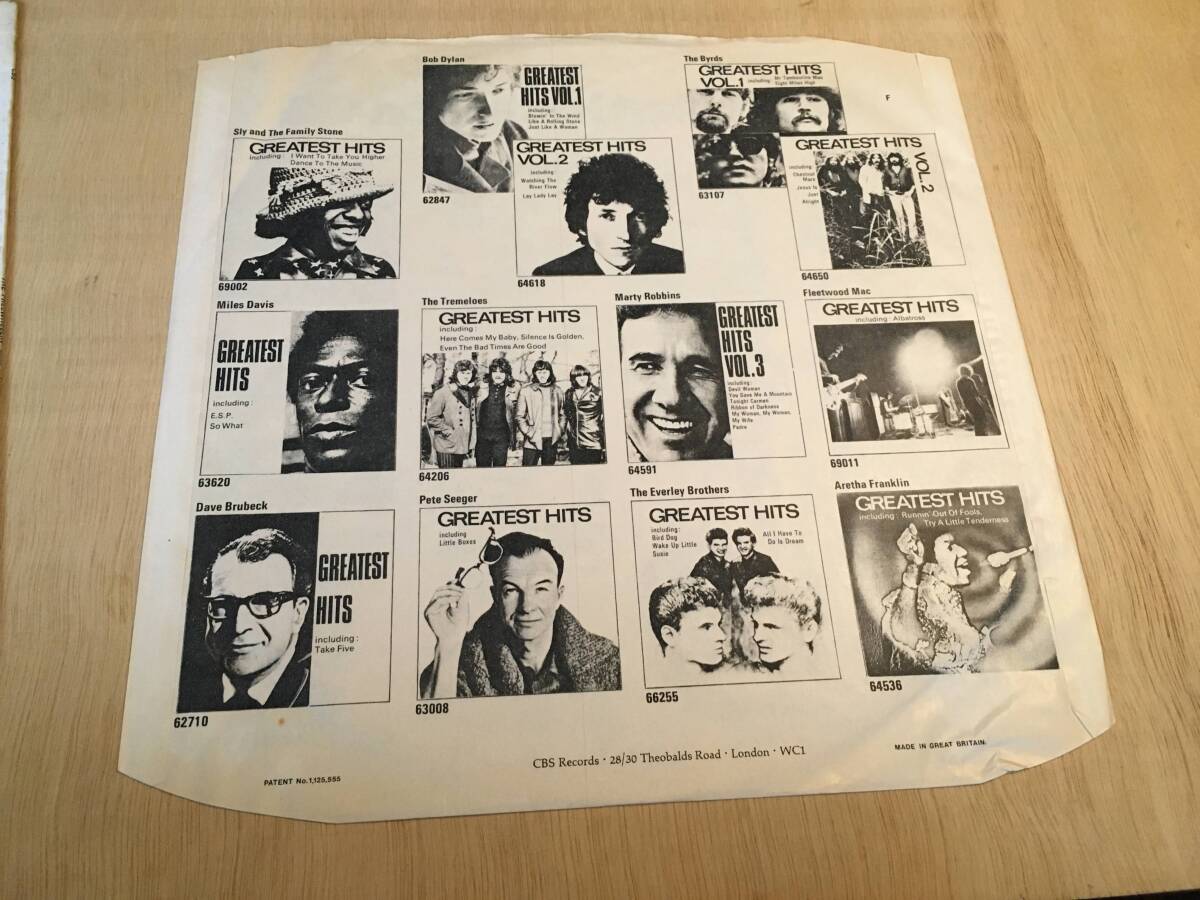 Bob Dylan
GREATEST
HITS VOL.1
including:
Blowin' In The Wind
Like A Rolling Stone
Just Like A Woman
62847
GREATEST HITS
VOL.2
including:
Watching The
River Flow
Lay Lady Lay
64618
The Byrds
GREATEST HITS
VOL.1 including: Mr Tambourine Man
Eight Miles High
63107
GREATEST HITS
VOL.2
including:
Chestnut
Mare
Jesus Is
Just
Alright
64650
F
Sly and The Family Stone
GREATEST HITS
including: I Want To Take You Higher
Dance To The Music
69002
Miles Davis
GREATEST
HITS
including:
E.S.P.
So What
63620
The Tremeloes
GREATEST HITS
including:
Here Comes My Baby, Silence Is Golden,
Even The Bad Times Are Good
64206
Marty Robbins
GREATEST
HITS
VOL.3
including:
Devil Woman
You Gave Me A Mountain
Tonight Carmen
Ribbon of Darkness
My Woman, My Woman,
My Wife
Padre
64591
Fleetwood Mac
GREATEST HITS
including: Albatross
69011
Dave Brubeck
GREATEST
HITS
including:
Take Five
62710
Pete Seeger
GREATEST HITS
including
Little Boxes
63008
The Everley Brothers
GREATEST HITS
including:
Bird Dog
Wake Up Little
Susie
All I Have To
Do Is Dream
66255
Aretha Franklin
GREATEST HITS
including: Runnin' Out Of Fools,
Try A Little Tenderness
64536
PATENT No.1,125,555
CBS Records · 28/30 Theobalds Road · London · WC1
MADE IN GREAT BRITAIN.